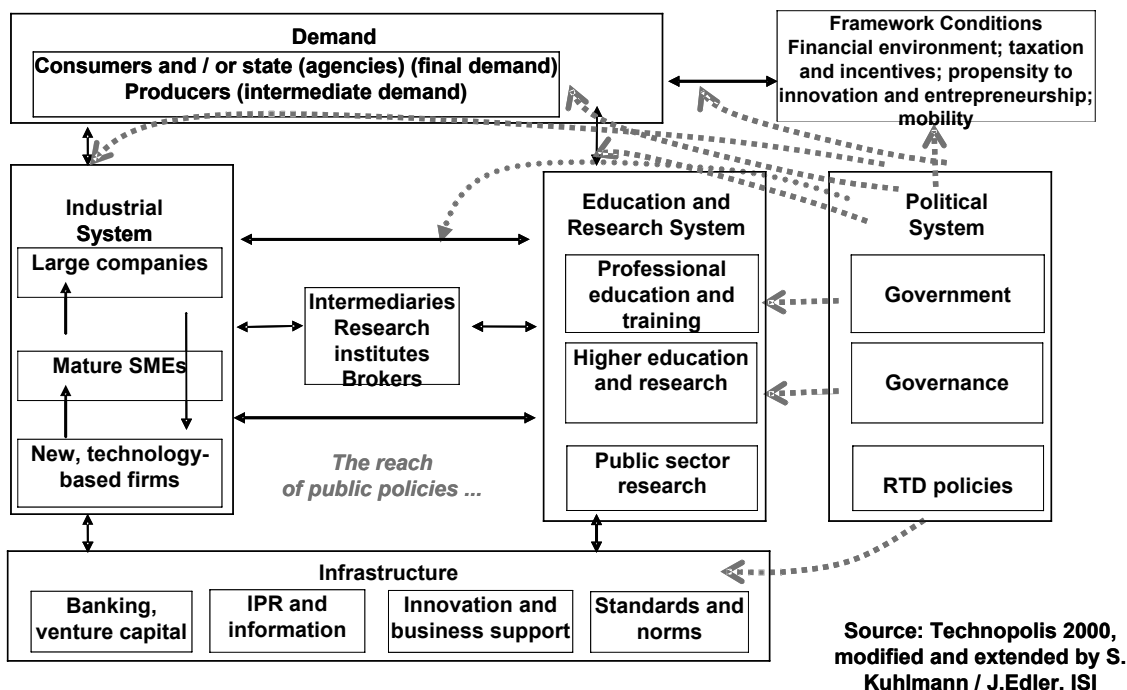 Demand
Consumers and / or state (agencies) (final demand)
Producers (intermediate demand)
Framework Conditions
Financial environment; taxation
and incentives; propensity to
innovation and entrepreneurship;
mobility
Industrial
System
Large companies
Mature SMEs
New, technology-
based firms
Intermediaries
Research
institutes
Brokers
The reach
of public policies ...
Education and
Research System
Professional
education and
training
Higher education
and research
Public sector
research
Political
System
Government
Governance
RTD policies
Infrastructure
Banking,
venture capital
IPR and
information
Innovation and
business support
Standards and
norms
Source: Technopolis 2000,
modified and extended by S.
Kuhlmann / J.Edler, ISI